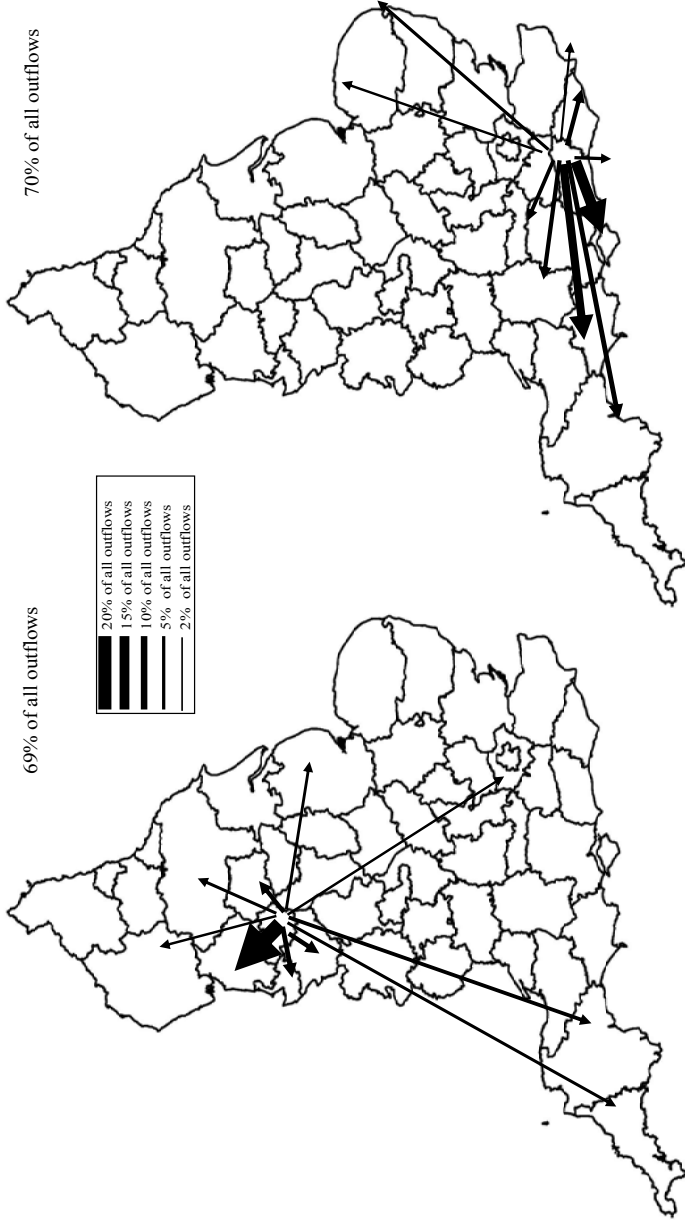 69% of all outflows
70% of all outflows
20% of all outflows
15% of all outflows
10% of all outflows
5% of all outflows
2% of all outflows